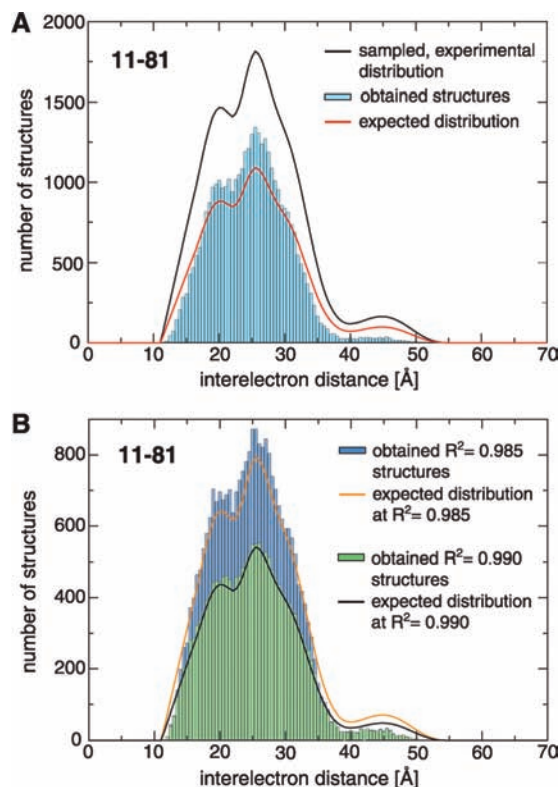 A
11-81
sampled, experimental
distribution
obtained structures
expected distribution
number of structures
2000
1500
1000
500
0
0 10 20 30 40 50 60 70
interelectron distance [Å]
B
11-81
obtained R²= 0.985
structures
expected distribution
at R²= 0.985
obtained R²= 0.990
structures
expected distribution
at R²= 0.990
number of structures
800
600
400
200
0
0 10 20 30 40 50 60 70
interelectron distance [Å]